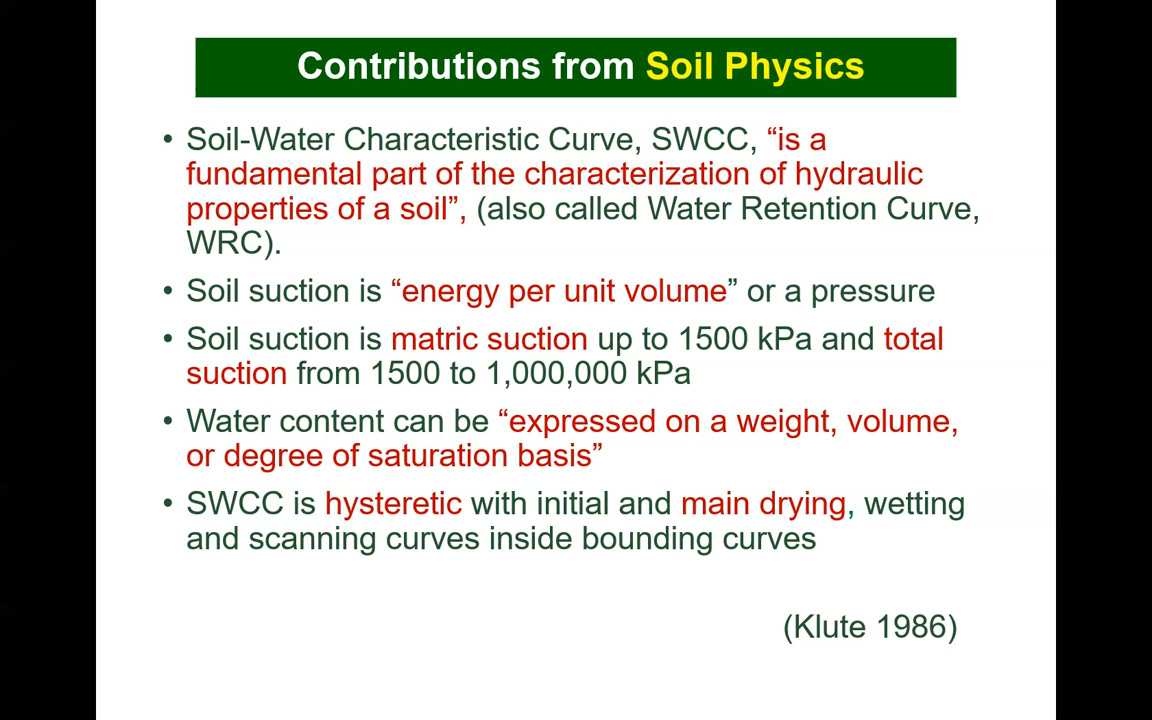 Contributions from Soil Physics
• Soil-Water Characteristic Curve, SWCC, “is a
fundamental part of the characterization of hydraulic
properties of a soil”, (also called Water Retention Curve,
WRC).
• Soil suction is “energy per unit volume” or a pressure
• Soil suction is matric suction up to 1500 kPa and total
suction from 1500 to 1,000,000 kPa
• Water content can be “expressed on a weight, volume,
or degree of saturation basis”
• SWCC is hysteretic with initial and main drying, wetting
and scanning curves inside bounding curves
(Klute 1986)